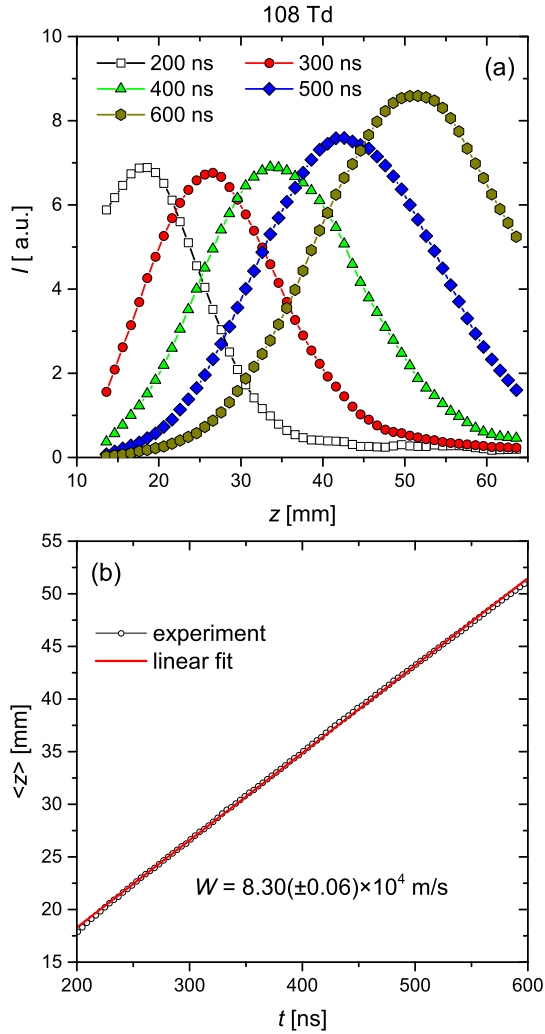 108 Td
(a)
200 ns 300 ns
400 ns 500 ns
600 ns
10
8
6
4
2
0
I [ a.u.]
10 20 30 40 50 60
z [mm]
(b)
experiment
linear fit
55
50
45
40
35
30
25
20
15
<z> [mm]
W = 8.30(±0.06)×10⁴ m/s
200 300 400 500 600
t [ns]